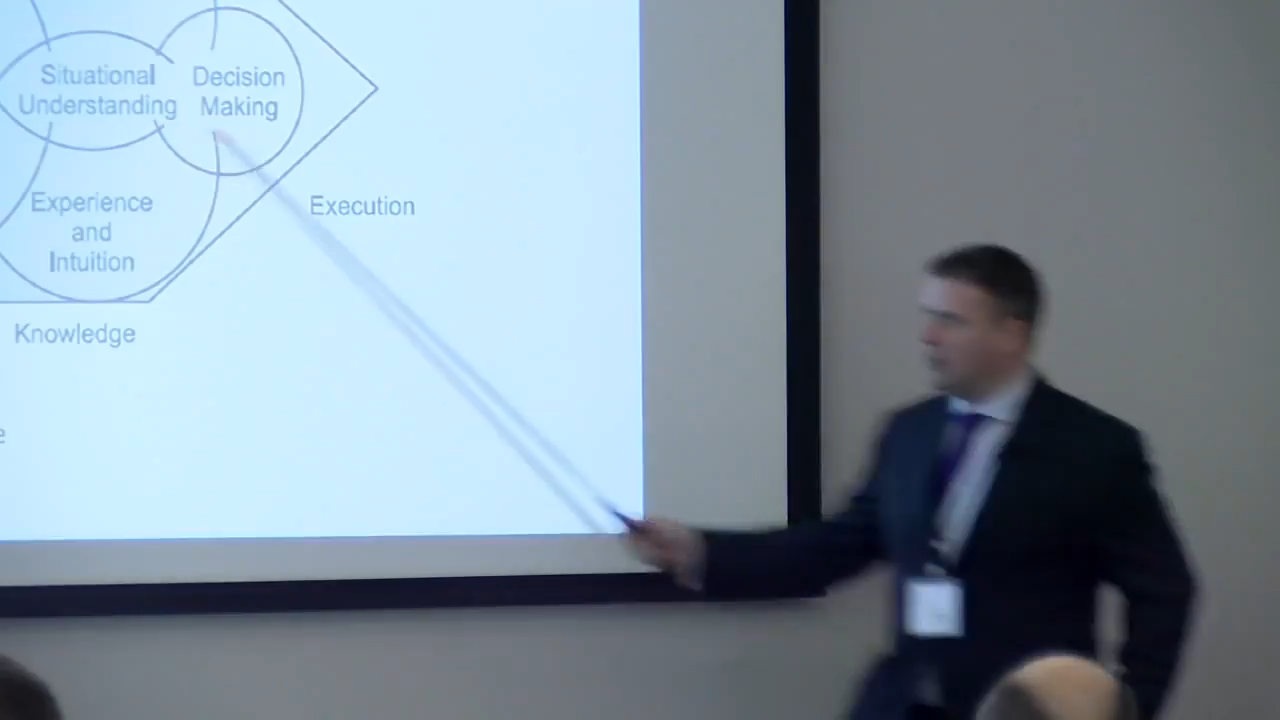 Situational
Understanding
Decision
Making
Experience
and
Intuition
Execution
Knowledge
e